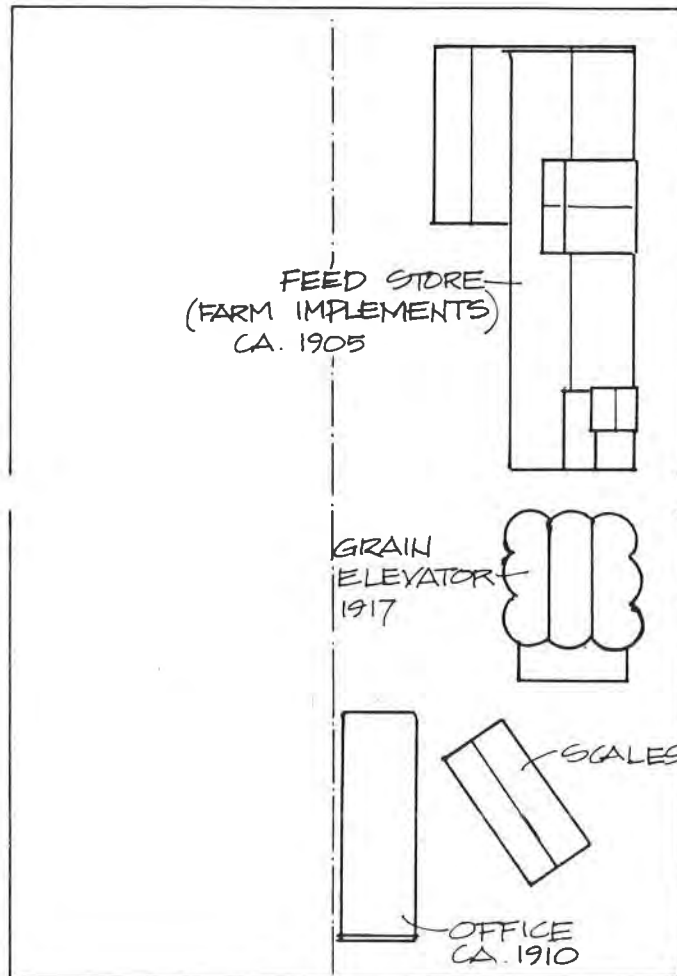 FEED STORE
(FARM IMPLEMENTS)
CA. 1905
GRAIN
ELEVATOR
1917
SCALES
OFFICE
CA. 1910